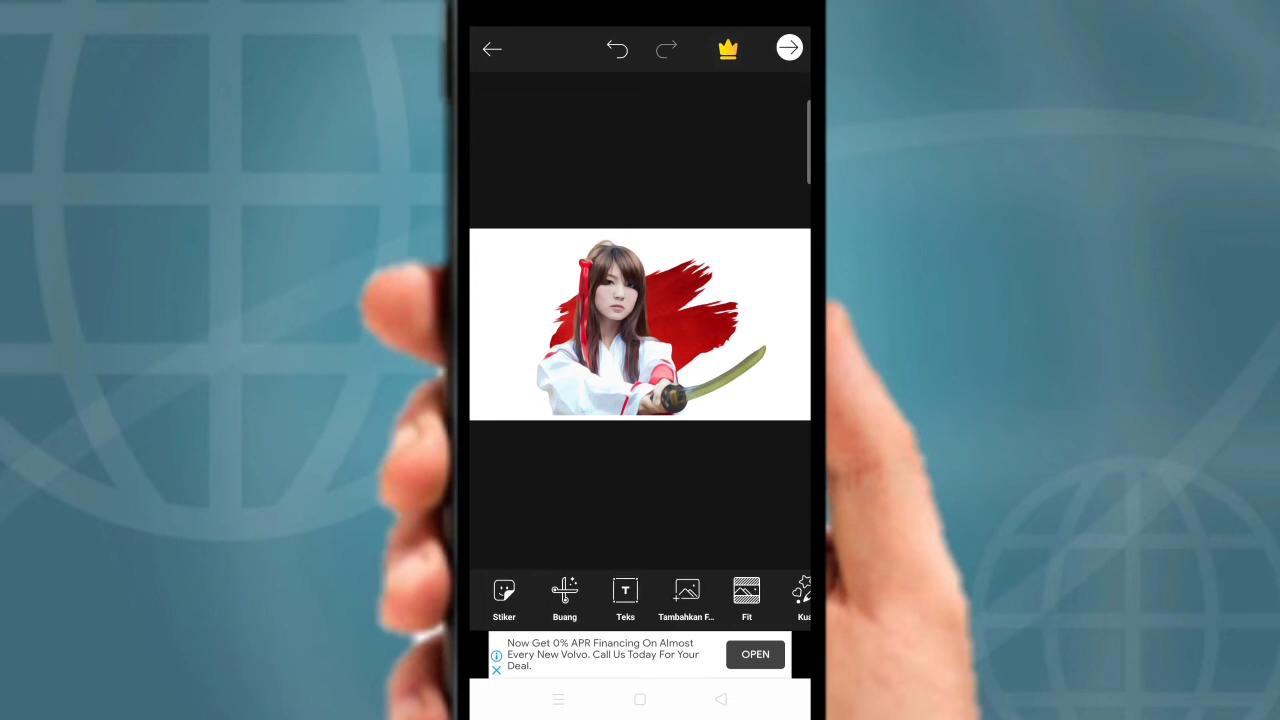 Stiker
Buang
Teks
Tambahkan F...
Fit
Kua
Now Get 0% APR Financing On Almost
Every New Volvo. Call Us Today For Your
Deal.
OPEN